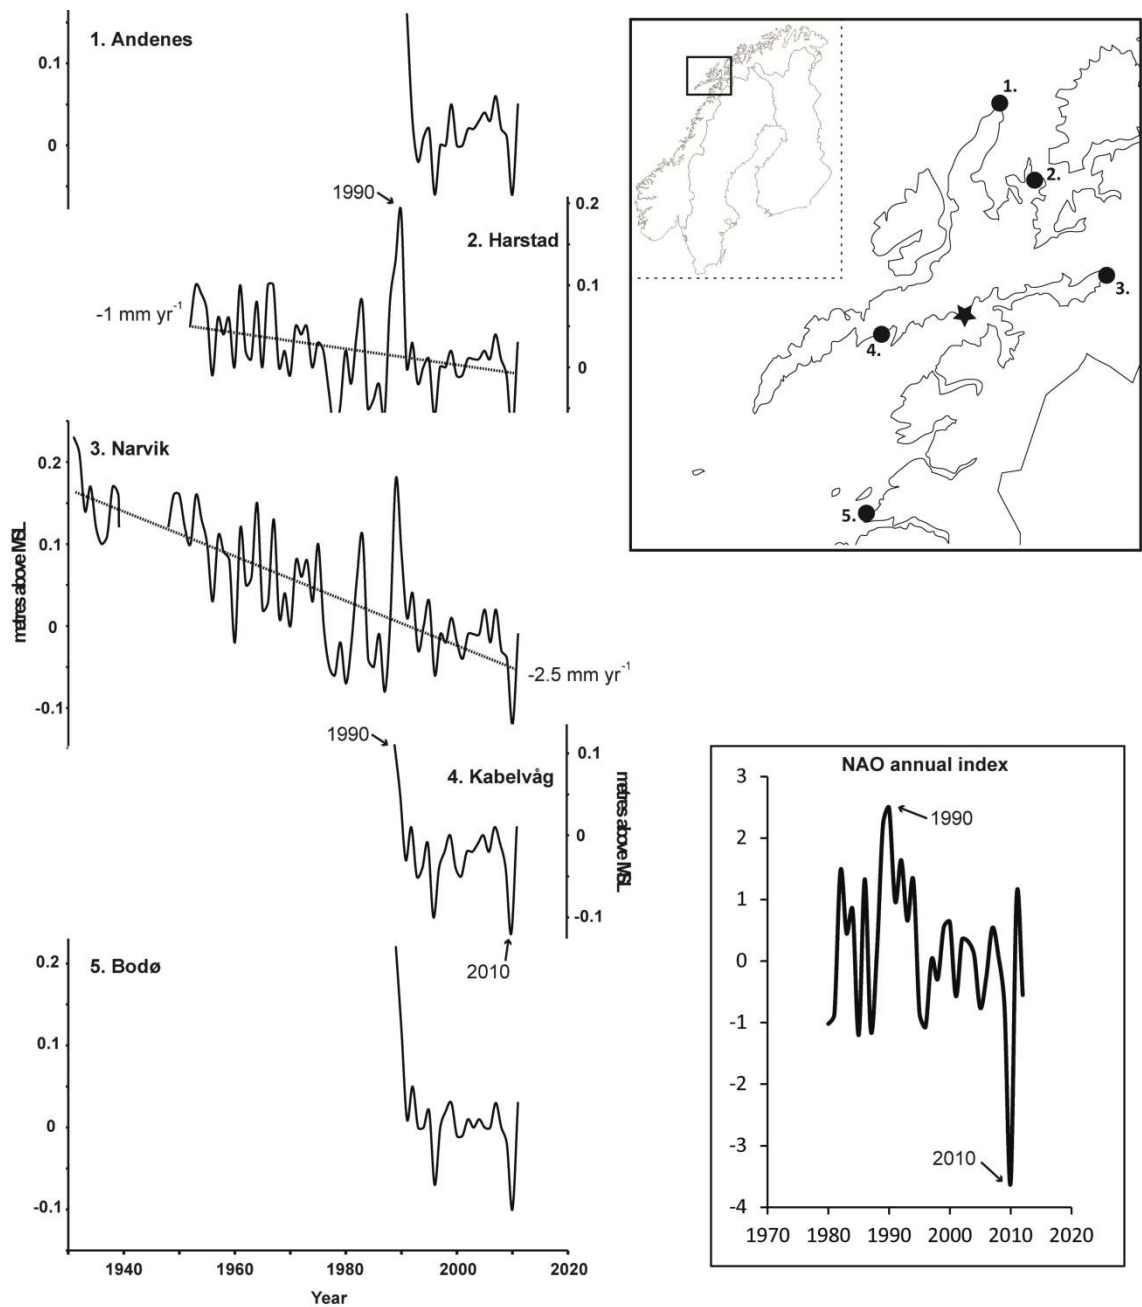 1. Andenes
0.1
0
1990
0.2
2. Harstad
0.1
-1 mm yr⁻¹
0
3. Narvik
0.2
0.1
0
-0.1
metres above MSL
-2.5 mm yr⁻¹
1990
0.1
4. Kabelvåg
0
-0.1
metres above MSL
2010
5. Bodø
0.2
0.1
0
-0.1
1940 1960 1980 2000 2020
Year
1.
2.
3.
4.
5.
NAO annual index
3
2
1
0
-1
-2
-3
-4
1990
2010
1970 1980 1990 2000 2010 2020